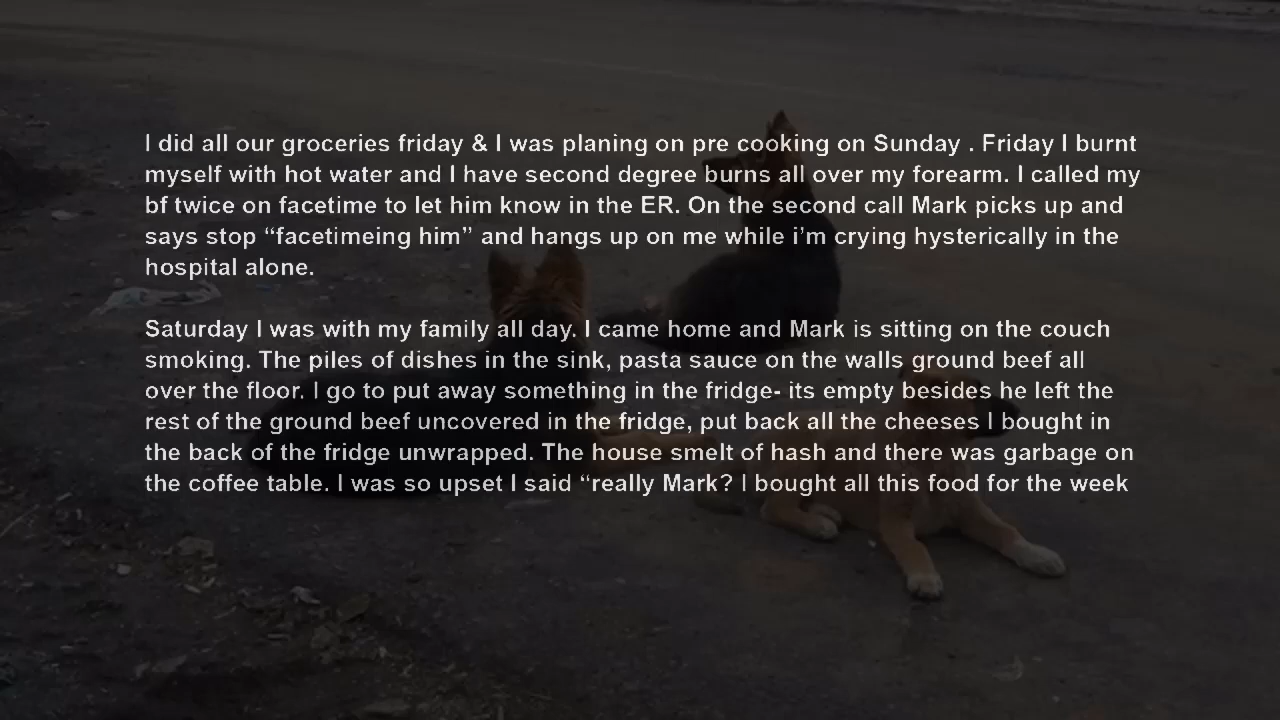 I did all our groceries friday & I was planing on pre cooking on Sunday . Friday I burnt
myself with hot water and I have second degree burns all over my forearm. I called my
bf twice on facetime to let him know in the ER. On the second call Mark picks up and
says stop “facetimeing him” and hangs up on me while i’m crying hysterically in the
hospital alone.
Saturday I was with my family all day. I came home and Mark is sitting on the couch
smoking. The piles of dishes in the sink, pasta sauce on the walls ground beef all
over the floor. I go to put away something in the fridge- its empty besides he left the
rest of the ground beef uncovered in the fridge, put back all the cheeses I bought in
the back of the fridge unwrapped. The house smelt of hash and there was garbage on
the coffee table. I was so upset I said “really Mark? I bought all this food for the week